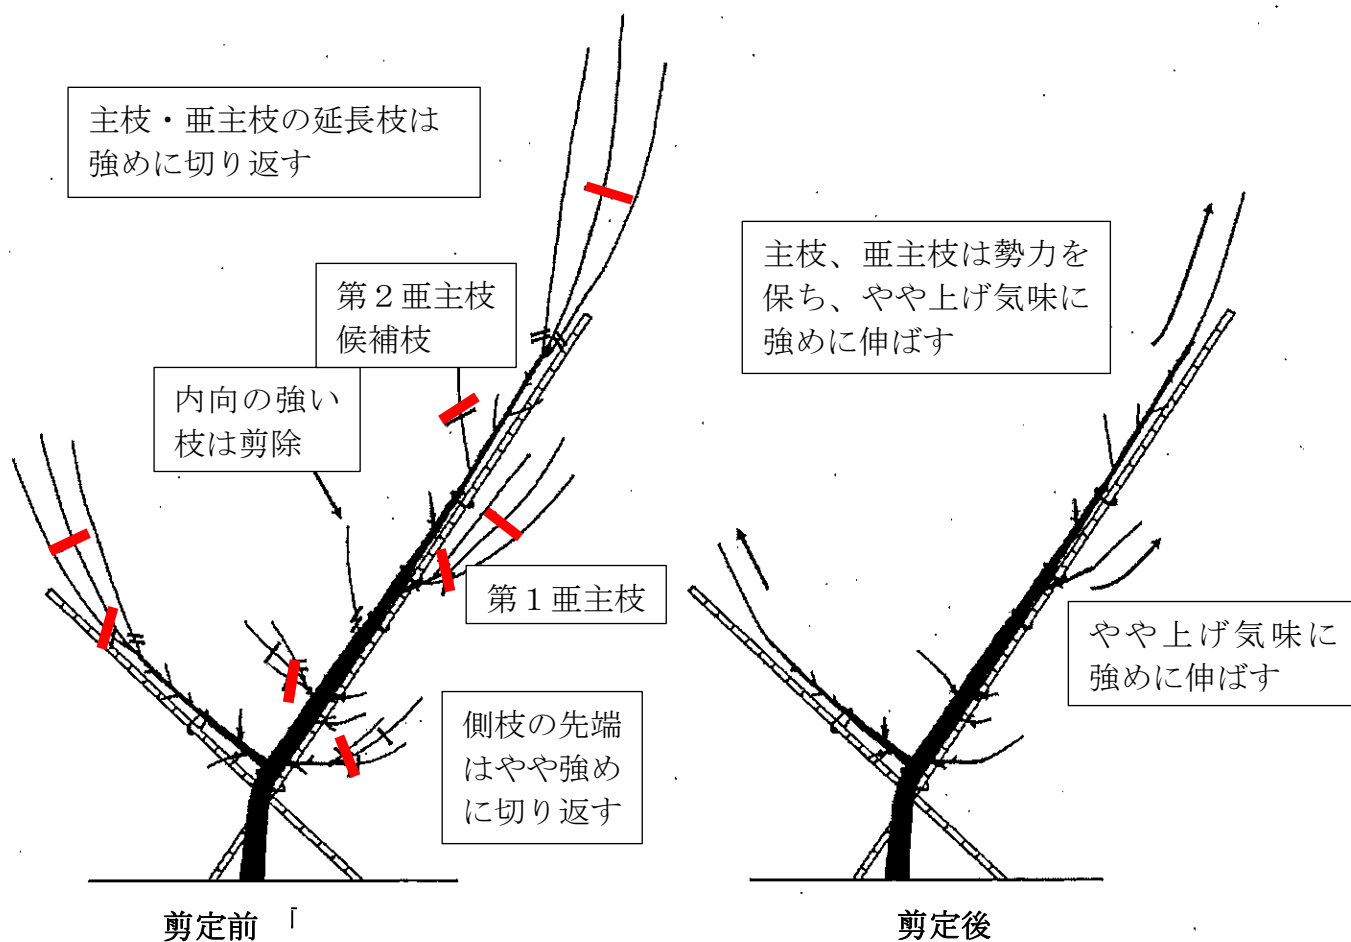 主枝・亜主枝の延長枝は
強めに切り返す
第２亜主枝
候補枝
内向の強い
枝は剪除
第１亜主枝
側枝の先端
はやや強め
に切り返す
剪定前
主枝、亜主枝は勢力を
保ち、やや上げ気味に
強めに伸ばす
やや上げ気味に
強めに伸ばす
剪定後